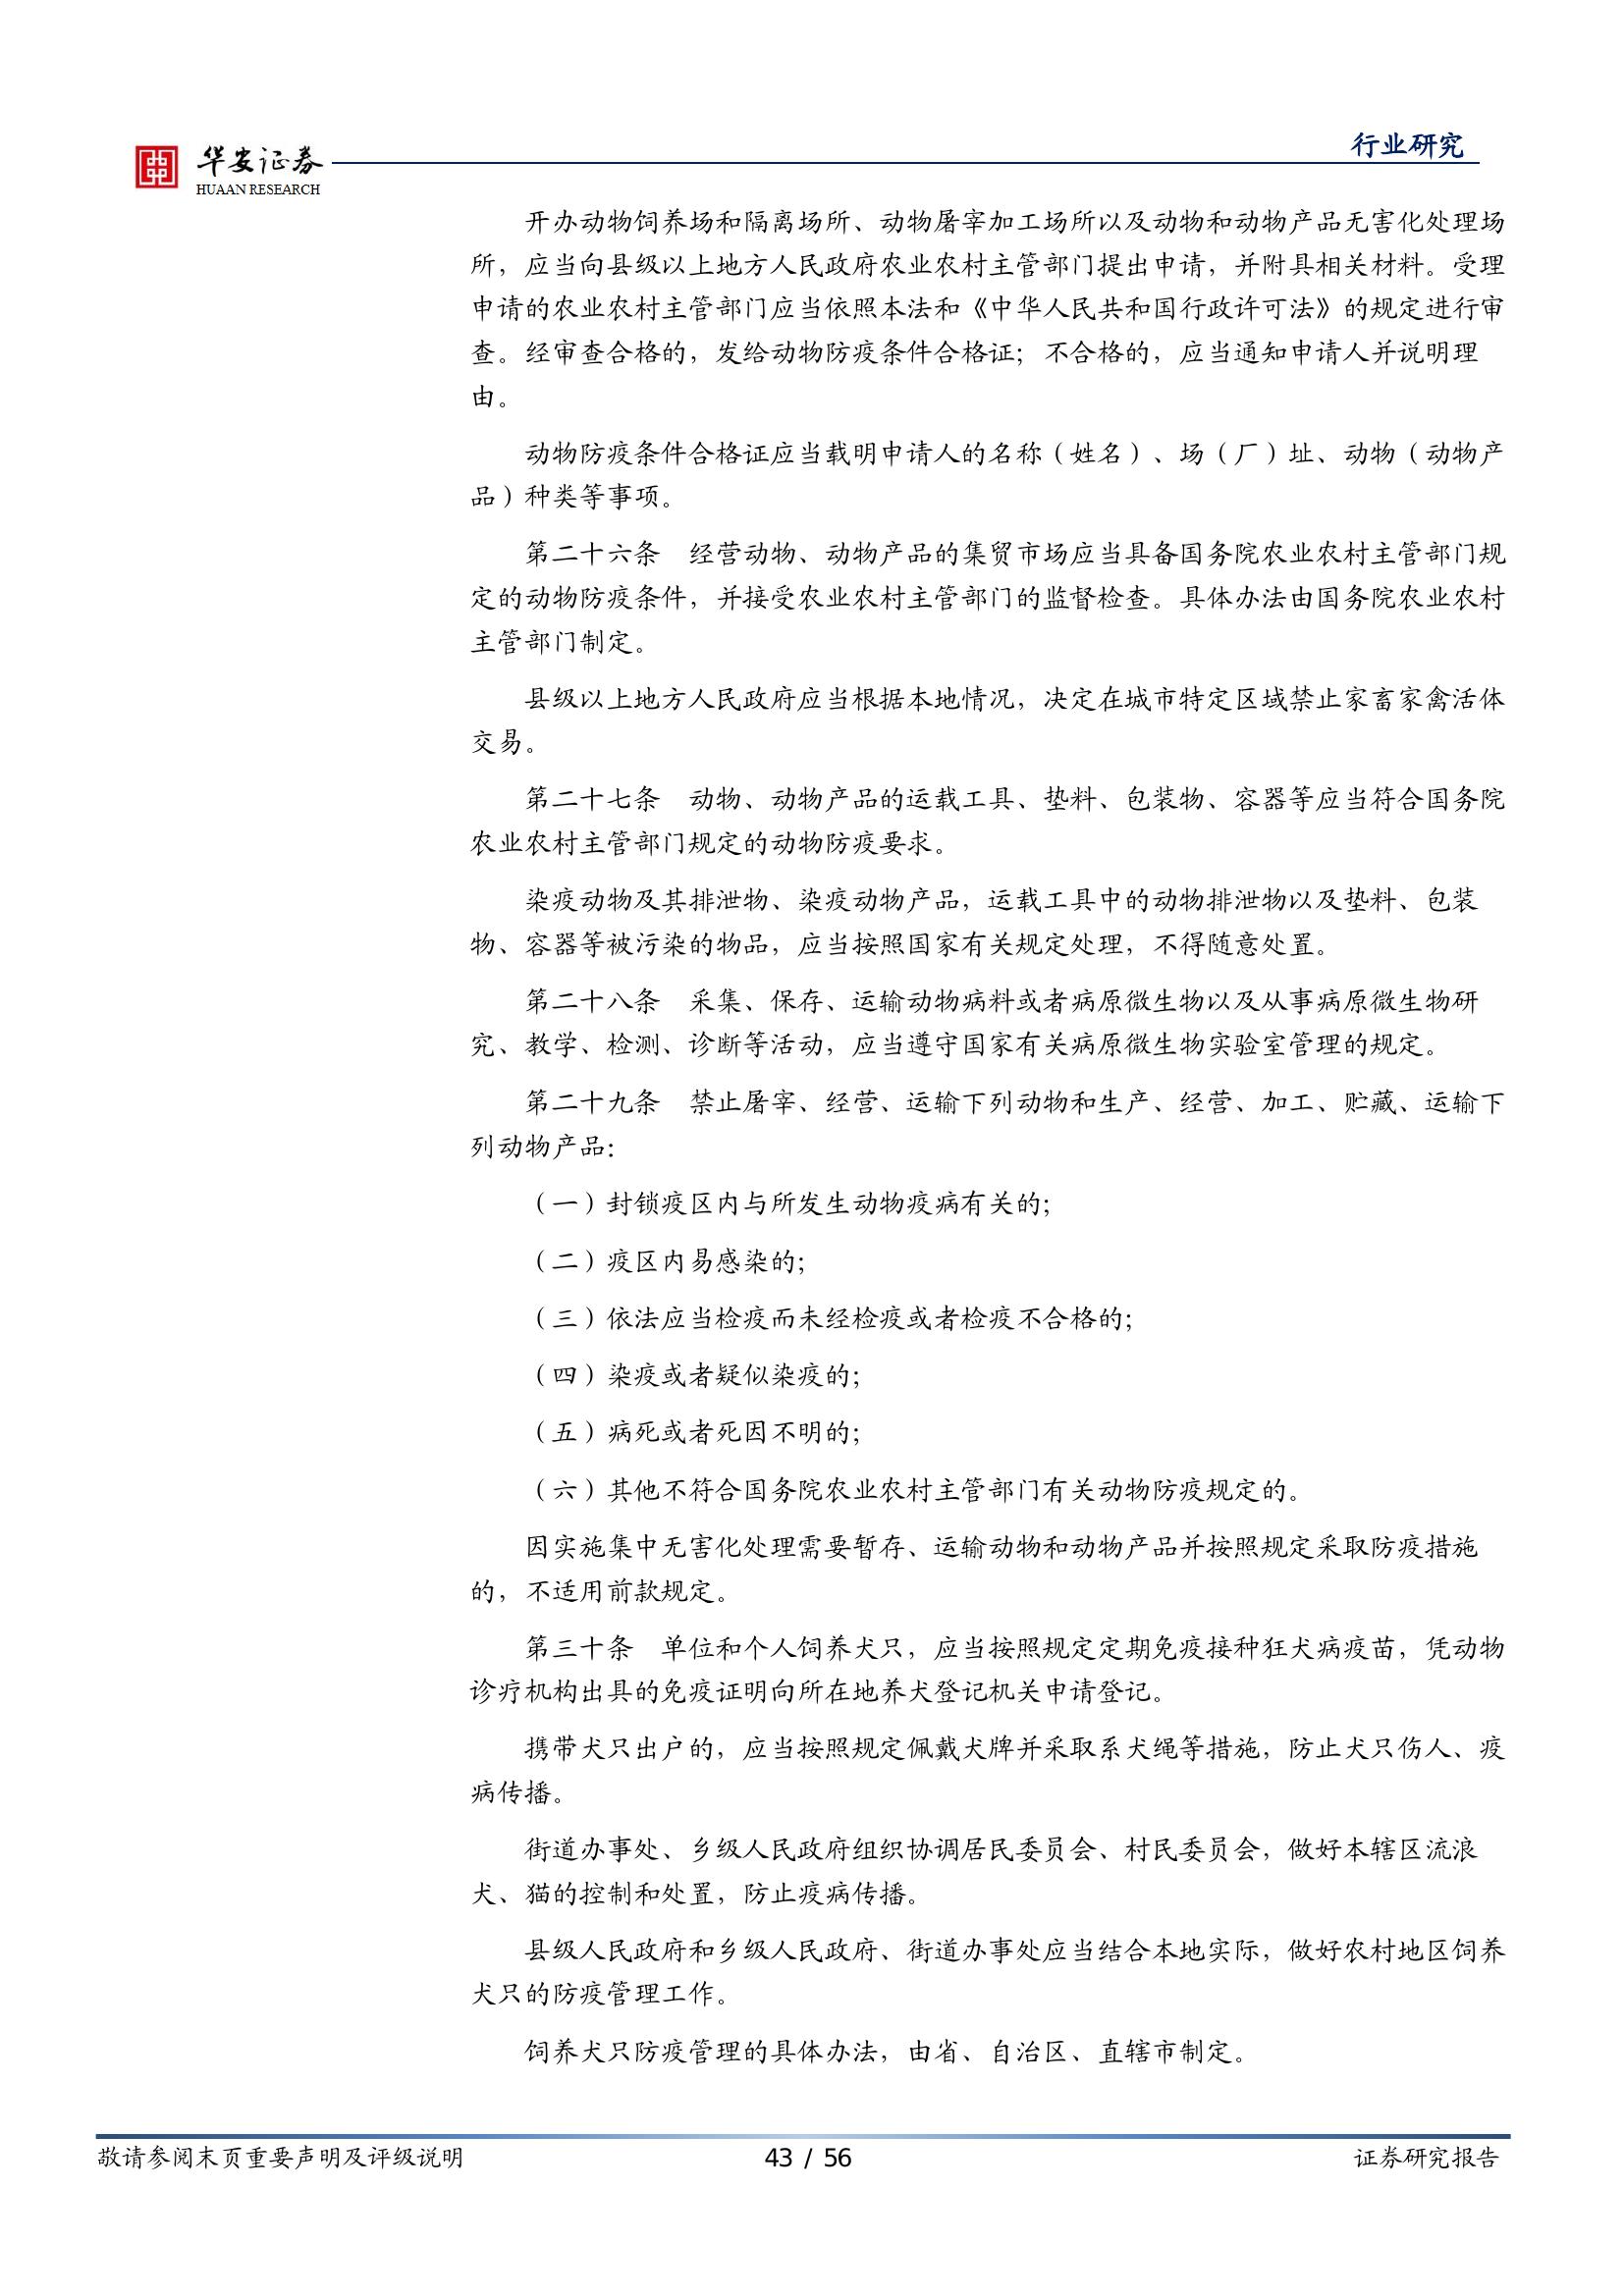 华安证券
HUAAN RESEARCH
行业研究
开办动物饲养场和隔离场所、动物屠宰加工场所以及动物和动物产品无害化处理场
所，应当向县级以上地方人民政府农业农村主管部门提出申请，并附具相关材料。受理
申请的农业农村主管部门应当依照本法和《中华人民共和国行政许可法》的规定进行审
查。经审查合格的，发给动物防疫条件合格证；不合格的，应当通知申请人并说明理
由。
动物防疫条件合格证应当载明申请人的名称（姓名）、场（厂）址、动物（动物产
品）种类等事项。
第二十六条　经营动物、动物产品的集贸市场应当具备国务院农业农村主管部门规
定的动物防疫条件，并接受农业农村主管部门的监督检查。具体办法由国务院农业农村
主管部门制定。
县级以上地方人民政府应当根据本地情况，决定在城市特定区域禁止家畜家禽活体
交易。
第二十七条　动物、动物产品的运载工具、垫料、包装物、容器等应当符合国务院
农业农村主管部门规定的动物防疫要求。
染疫动物及其排泄物、染疫动物产品，运载工具中的动物排泄物以及垫料、包装
物、容器等被污染的物品，应当按照国家有关规定处理，不得随意处置。
第二十八条　采集、保存、运输动物病料或者病原微生物以及从事病原微生物研
究、教学、检测、诊断等活动，应当遵守国家有关病原微生物实验室管理的规定。
第二十九条　禁止屠宰、经营、运输下列动物和生产、经营、加工、贮藏、运输下
列动物产品：
（一）封锁疫区内与所发生动物疫病有关的；
（二）疫区内易感染的；
（三）依法应当检疫而未经检疫或者检疫不合格的；
（四）染疫或者疑似染疫的；
（五）病死或者死因不明的；
（六）其他不符合国务院农业农村主管部门有关动物防疫规定的。
因实施集中无害化处理需要暂存、运输动物和动物产品并按照规定采取防疫措施
的，不适用前款规定。
第三十条　单位和个人饲养犬只，应当按照规定定期免疫接种狂犬病疫苗，凭动物
诊疗机构出具的免疫证明向所在地养犬登记机关申请登记。
携带犬只出户的，应当按照规定佩戴犬牌并采取系犬绳等措施，防止犬只伤人、疫
病传播。
街道办事处、乡级人民政府组织协调居民委员会、村民委员会，做好本辖区流浪
犬、猫的控制和处置，防止疫病传播。
县级人民政府和乡级人民政府、街道办事处应当结合本地实际，做好农村地区饲养
犬只的防疫管理工作。
饲养犬只防疫管理的具体办法，由省、自治区、直辖市制定。
敬请参阅末页重要声明及评级说明
43 / 56
证券研究报告